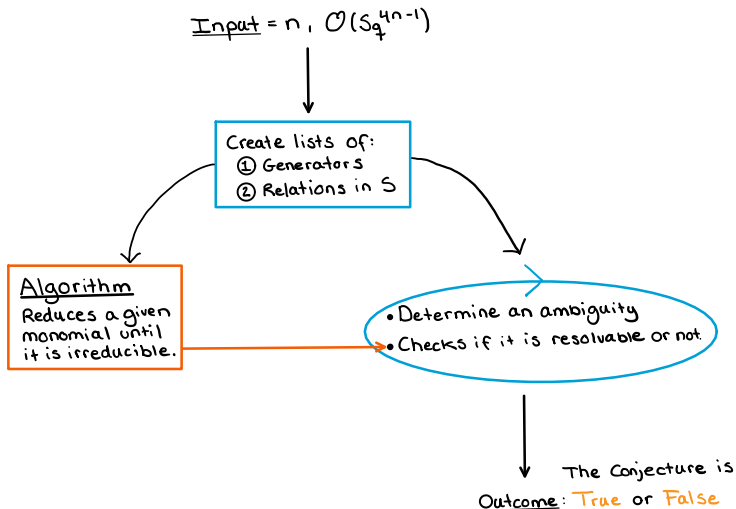 Input = n, O(Sq^4n-1)
Create lists of:
① Generators
② Relations in S
Algorithm
Reduces a given
monomial until
it is irreducible.
• Determine an ambiguity
• Checks if it is resolvable or not.
The Conjecture is
Outcome: True or False